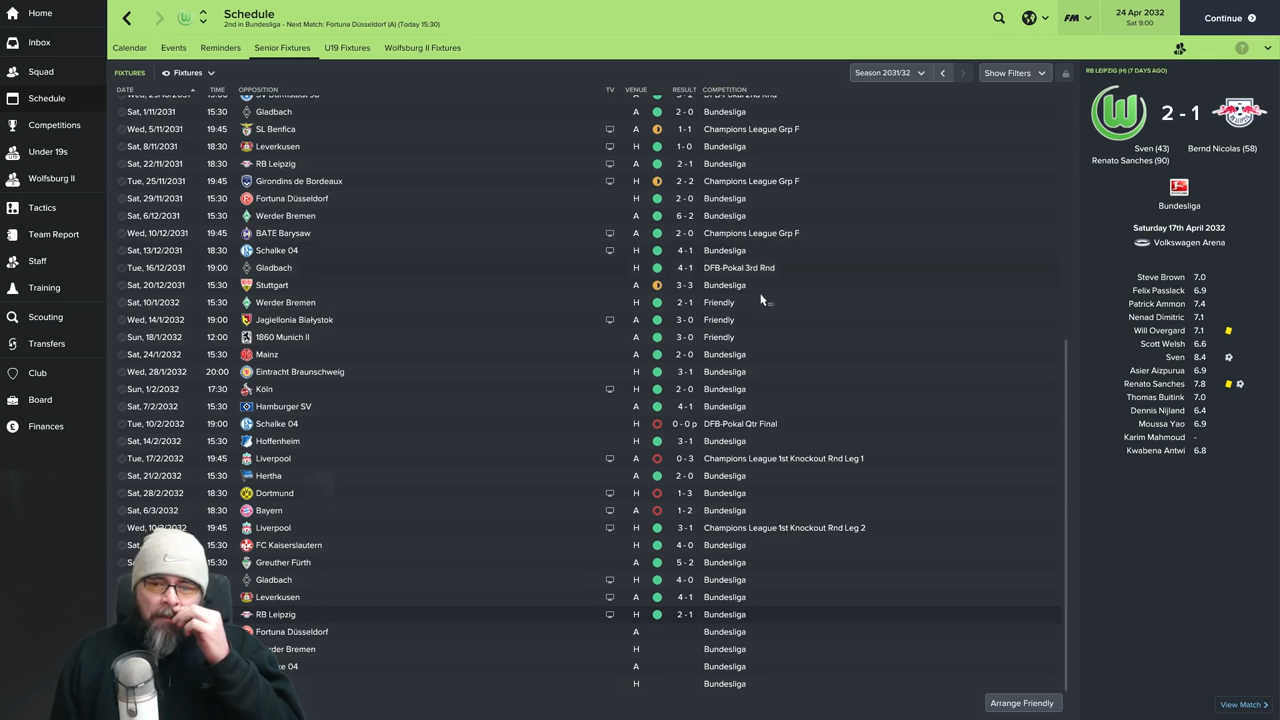 Home
Inbox
Squad
Schedule
Competitions
Under 19s
Wolfsburg II
Tactics
Team Report
Staff
Training
Scouting
Transfers
Club
Board
Finances
Schedule
2nd in Bundesliga - Next Match: Fortuna Düsseldorf (A) (Today 15:30)
FM
24 Apr 2032
Sat 9:00
Continue
Calendar Events Reminders Senior Fixtures U19 Fixtures Wolfsburg II Fixtures
FIXTURES Fixtures Season 2031/32 Show Filters
DATE TIME OPPOSITION TV VENUE RESULT COMPETITION
Sat, 1/11/2031 15:30 Gladbach A 2 - 0 Bundesliga
Wed, 5/11/2031 19:45 SL Benfica A 1 - 1 Champions League Grp F
Sat, 8/11/2031 18:30 Leverkusen H 1 - 0 Bundesliga
Sat, 22/11/2031 18:30 RB Leipzig A 2 - 1 Bundesliga
Tue, 25/11/2031 19:45 Girondins de Bordeaux H 2 - 2 Champions League Grp F
Sat, 29/11/2031 15:30 Fortuna Düsseldorf H 2 - 0 Bundesliga
Sat, 6/12/2031 15:30 Werder Bremen A 6 - 2 Bundesliga
Wed, 10/12/2031 19:45 BATE Barysaw A 2 - 0 Champions League Grp F
Sat, 13/12/2031 18:30 Schalke 04 H 4 - 1 Bundesliga
Tue, 16/12/2031 19:00 Gladbach H 4 - 1 DFB-Pokal 3rd Rnd
Sat, 20/12/2031 15:30 Stuttgart A 3 - 3 Bundesliga
Sat, 10/1/2032 15:30 Werder Bremen H 2 - 1 Friendly
Wed, 14/1/2032 19:00 Jagiellonia Białystok A 3 - 0 Friendly
Sun, 18/1/2032 12:00 1860 Munich II A 3 - 0 Friendly
Sat, 24/1/2032 15:30 Mainz A 2 - 0 Bundesliga
Wed, 28/1/2032 20:00 Eintracht Braunschweig H 3 - 1 Bundesliga
Sun, 1/2/2032 17:30 Köln H 2 - 0 Bundesliga
Sat, 7/2/2032 15:30 Hamburger SV A 4 - 1 Bundesliga
Tue, 10/2/2032 19:00 Schalke 04 H 0 - 0 p DFB-Pokal Qtr Final
Sat, 14/2/2032 15:30 Hoffenheim H 3 - 1 Bundesliga
Tue, 17/2/2032 19:45 Liverpool A 0 - 3 Champions League 1st Knockout Rnd Leg 1
Sat, 21/2/2032 15:30 Hertha A 2 - 0 Bundesliga
Sat, 28/2/2032 18:30 Dortmund H 1 - 3 Bundesliga
Sat, 6/3/2032 18:30 Bayern A 1 - 2 Bundesliga
Wed, 19:45 Liverpool H 3 - 1 Champions League 1st Knockout Rnd Leg 2
Sat, 15:30 FC Kaiserslautern H 4 - 0 Bundesliga
15:30 Greuther Fürth A 5 - 2 Bundesliga
Gladbach H 4 - 0 Bundesliga
Leverkusen A 4 - 1 Bundesliga
RB Leipzig H 2 - 1 Bundesliga
Fortuna Düsseldorf A Bundesliga
Bremen H Bundesliga
04 A Bundesliga
H Bundesliga
Arrange Friendly
RB LEIPZIG (H) (7 DAYS AGO)
2 - 1
Sven (43) Bernd Nicolas (58)
Renato Sanches (90)
Bundesliga
Saturday 17th April 2032
Volkswagen Arena
Steve Brown 7.0
Felix Passlack 6.9
Patrick Ammon 7.4
Nenad Dimitric 7.1
Will Overgard 7.1
Scott Welsh 6.6
Sven 8.4
Asier Aizpurua 6.9
Renato Sanches 7.8
Thomas Buitink 7.0
Dennis Nijland 6.4
Moussa Yao 6.9
Karim Mahmoud -
Kwabena Antwi 6.8
View Match